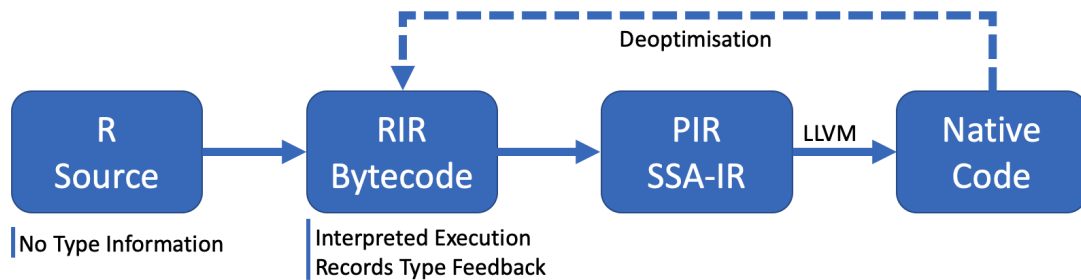 Deoptimisation
R
Source
RIR
Bytecode
PIR
SSA-IR
LLVM
Native
Code
No Type Information
Interpreted Execution
Records Type Feedback